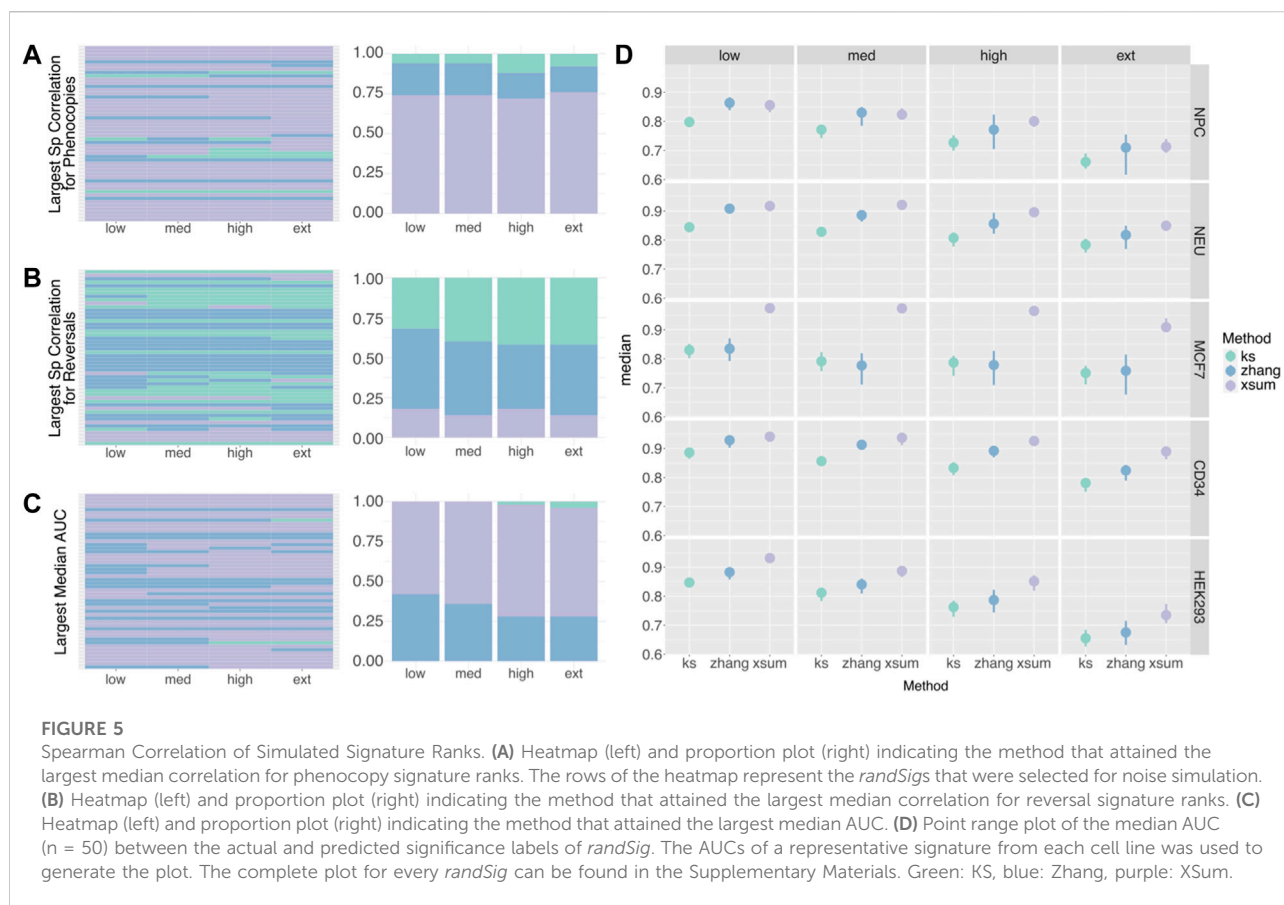 A
Largest Sp Correlation
for Phenocopies
low med high ext
1.00
0.75
0.50
0.25
0.00
low med high ext
B
Largest Sp Correlation
for Reversals
low med high ext
1.00
0.75
0.50
0.25
0.00
low med high ext
C
Largest Median AUC
low med high ext
1.00
0.75
0.50
0.25
0.00
low med high ext
D
low med high ext
median
0.9
0.8
0.7
0.6
NPC
0.9
0.8
0.7
0.6
NEU
0.9
0.8
0.7
0.6
MCF7
0.9
0.8
0.7
0.6
CD34
0.9
0.8
0.7
0.6
HEK293
ks zhang xsum ks zhang xsum ks zhang xsum ks zhang xsum
Method
Method
ks
zhang
xsum
FIGURE 5
Spearman Correlation of Simulated Signature Ranks. (A) Heatmap (left) and proportion plot (right) indicating the method that attained the
largest median correlation for phenocopy signature ranks. The rows of the heatmap represent the randSigs that were selected for noise simulation.
(B) Heatmap (left) and proportion plot (right) indicating the method that attained the largest median correlation for reversal signature ranks. (C)
Heatmap (left) and proportion plot (right) indicating the method that attained the largest median AUC. (D) Point range plot of the median AUC
(n = 50) between the actual and predicted significance labels of randSig. The AUCs of a representative signature from each cell line was used to
generate the plot. The complete plot for every randSig can be found in the Supplementary Materials. Green: KS, blue: Zhang, purple: XSum.